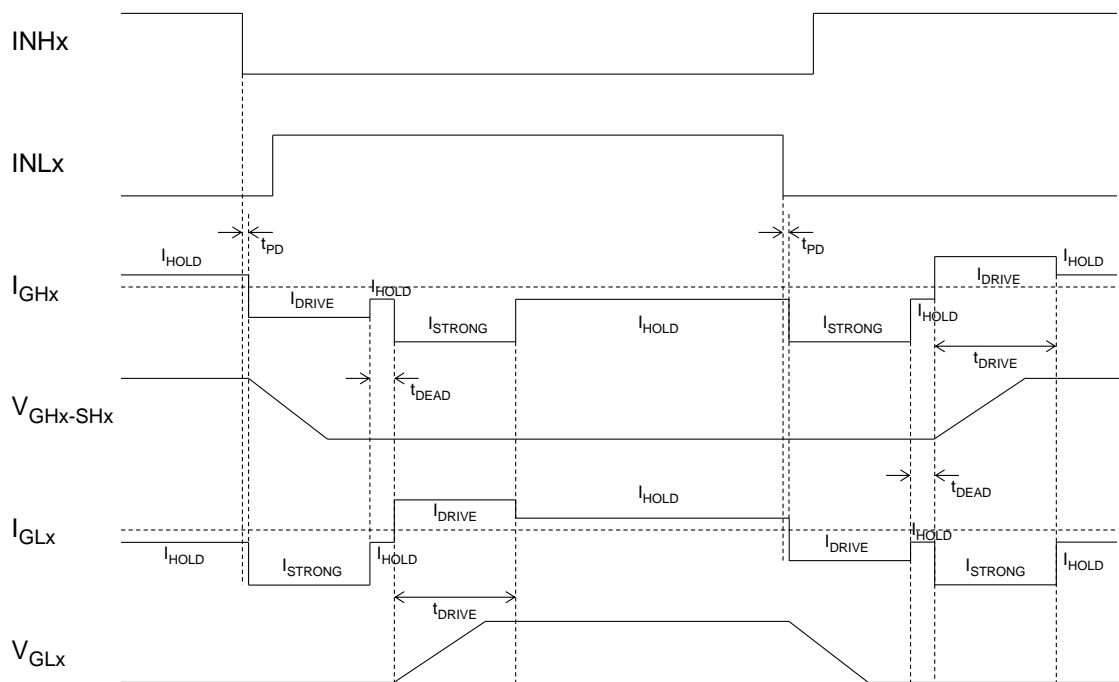 INHx
INLx
tPD
tPD
IHOLD
IHOLD
IGHx
IDRIVE
IHOLD
IDRIVE
ISTRONG
IHOLD
ISTRONG
IHOLD
tDRIVE
tDEAD
VGHx-SHx
tDEAD
IHOLD
IDRIVE
IGLx
IHOLD
IHOLD
IHOLD
IDRIVE
ISTRONG
ISTRONG
IHOLD
tDRIVE
VGLx